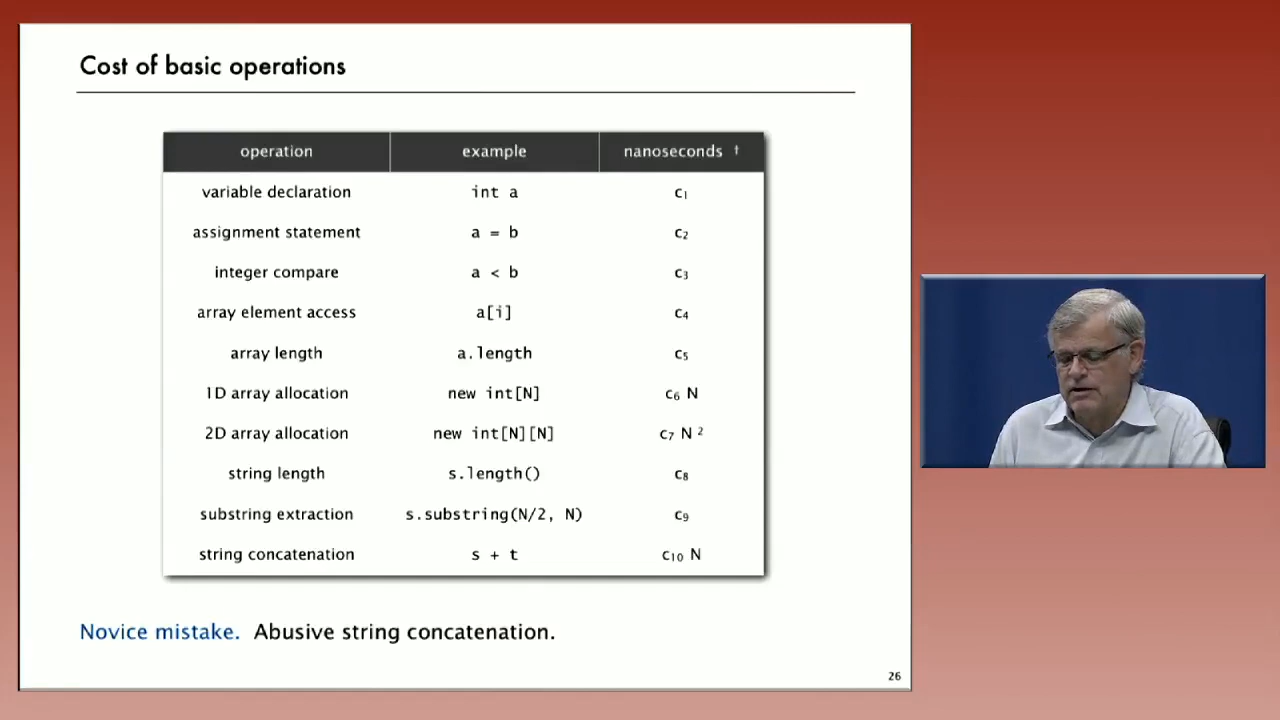 Cost of basic operations
operation example nanoseconds †
variable declaration int a c₁
assignment statement a = b c₂
integer compare a < b c₃
array element access a[i] c₄
array length a.length c₅
1D array allocation new int[N] c₆ N
2D array allocation new int[N][N] c₇ N ²
string length s.length() c₈
substring extraction s.substring(N/2, N) c₉
string concatenation s + t c₁₀ N
Novice mistake. Abusive string concatenation.
26